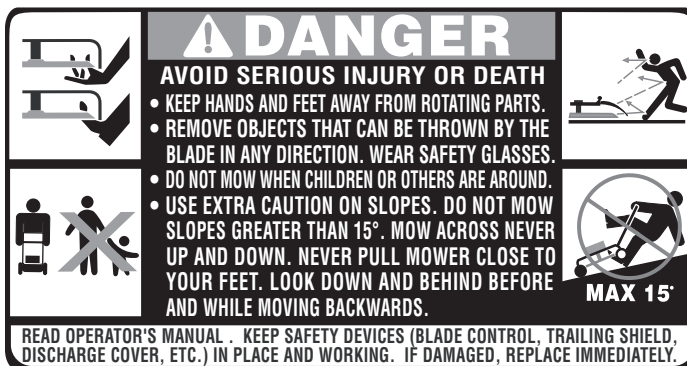 DANGER
AVOID SERIOUS INJURY OR DEATH
• KEEP HANDS AND FEET AWAY FROM ROTATING PARTS.
• REMOVE OBJECTS THAT CAN BE THROWN BY THE
BLADE IN ANY DIRECTION. WEAR SAFETY GLASSES.
• DO NOT MOW WHEN CHILDREN OR OTHERS ARE AROUND.
• USE EXTRA CAUTION ON SLOPES. DO NOT MOW
SLOPES GREATER THAN 15°. MOW ACROSS NEVER
UP AND DOWN. NEVER PULL MOWER CLOSE TO
YOUR FEET. LOOK DOWN AND BEHIND BEFORE
AND WHILE MOVING BACKWARDS.
MAX 15°
READ OPERATOR'S MANUAL . KEEP SAFETY DEVICES (BLADE CONTROL, TRAILING SHIELD,
DISCHARGE COVER, ETC.) IN PLACE AND WORKING. IF DAMAGED, REPLACE IMMEDIATELY.